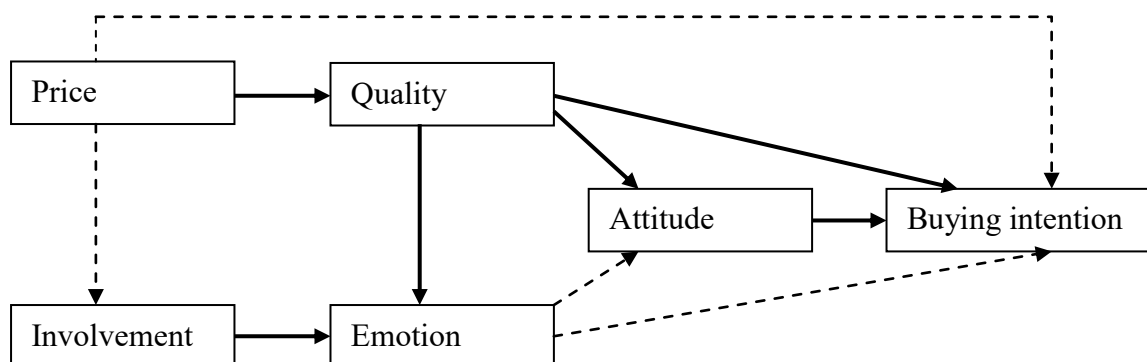 Price
Quality
Attitude
Buying intention
Involvement
Emotion